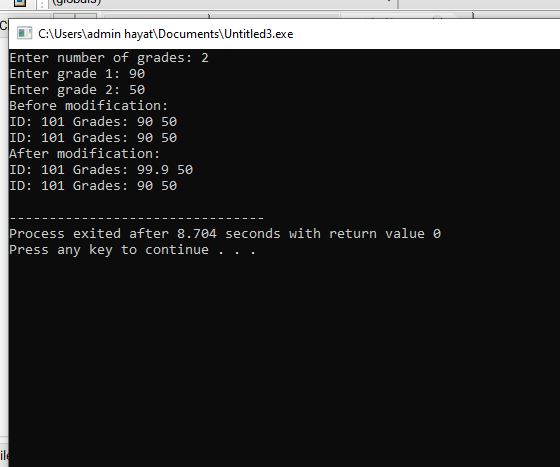 (globals)
C:\Users\admin hayat\Documents\Untitled3.exe
Enter number of grades: 2
Enter grade 1: 90
Enter grade 2: 50
Before modification:
ID: 101 Grades: 90 50
ID: 101 Grades: 90 50
After modification:
ID: 101 Grades: 99.9 50
ID: 101 Grades: 90 50
--------------------------------
Process exited after 8.704 seconds with return value 0
Press any key to continue . . .